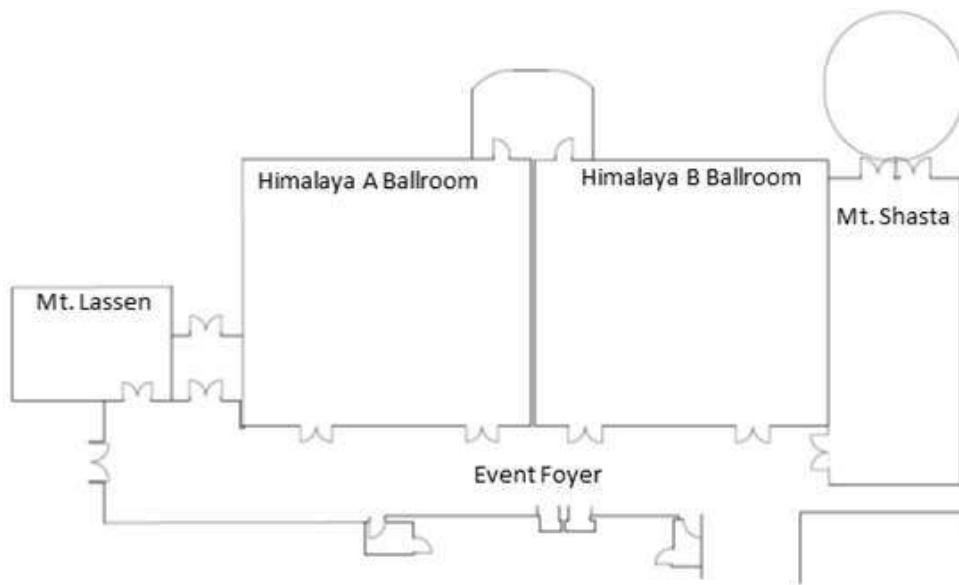 Himalaya A Ballroom
Himalaya B Ballroom
Mt. Shasta
Mt. Lassen
Event Foyer